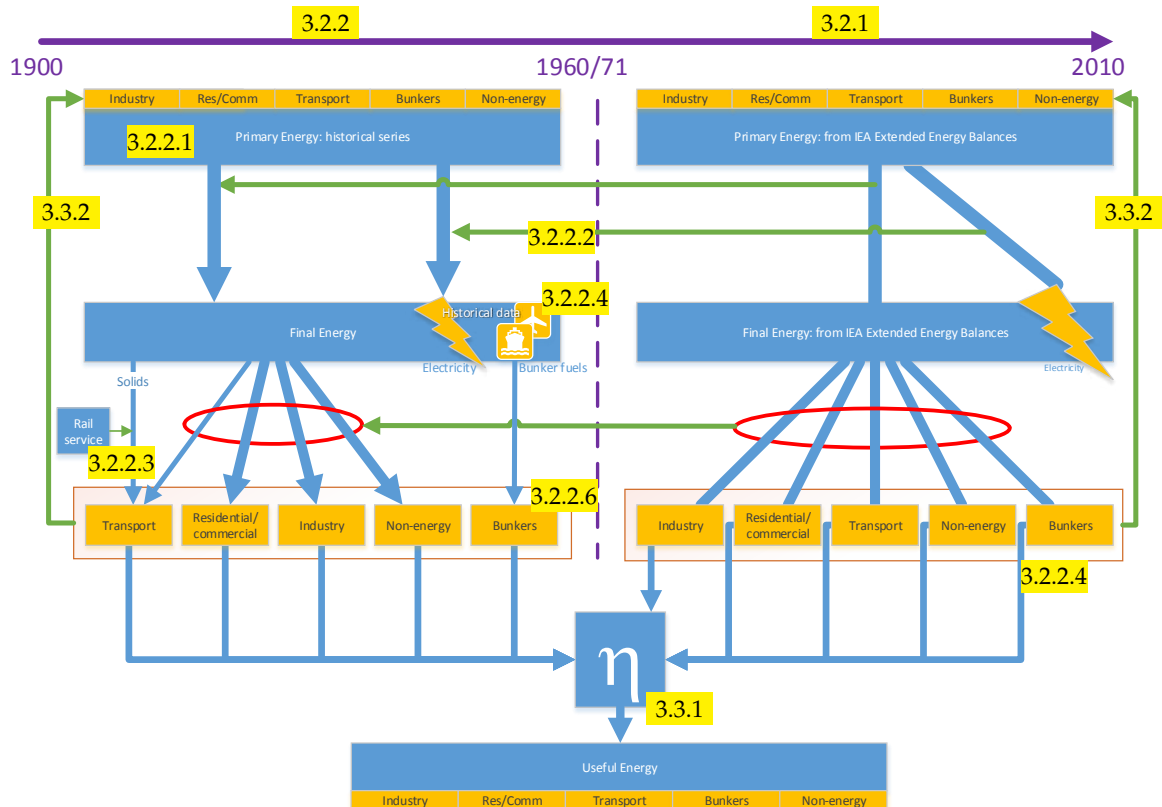 3.2.2
3.2.1
1900
1960/71
2010
Industry
Res/Comm
Transport
Bunkers
Non-energy
Primary Energy: historical series
3.2.2.1
Industry
Res/Comm
Transport
Bunkers
Non-energy
Primary Energy: from IEA Extended Energy Balances
3.3.2
3.3.2
3.2.2.2
3.2.2.4
Historical data
Final Energy
Final Energy: from IEA Extended Energy Balances
Solids
Electricity
Bunker fuels
Electricity
Rail
service
3.2.2.3
3.2.2.6
Transport
Residential/
commercial
Industry
Non-energy
Bunkers
Industry
Residential/
commercial
Transport
Non-energy
Bunkers
3.2.2.4
η
3.3.1
Useful Energy
Industry
Res/Comm
Transport
Bunkers
Non-energy